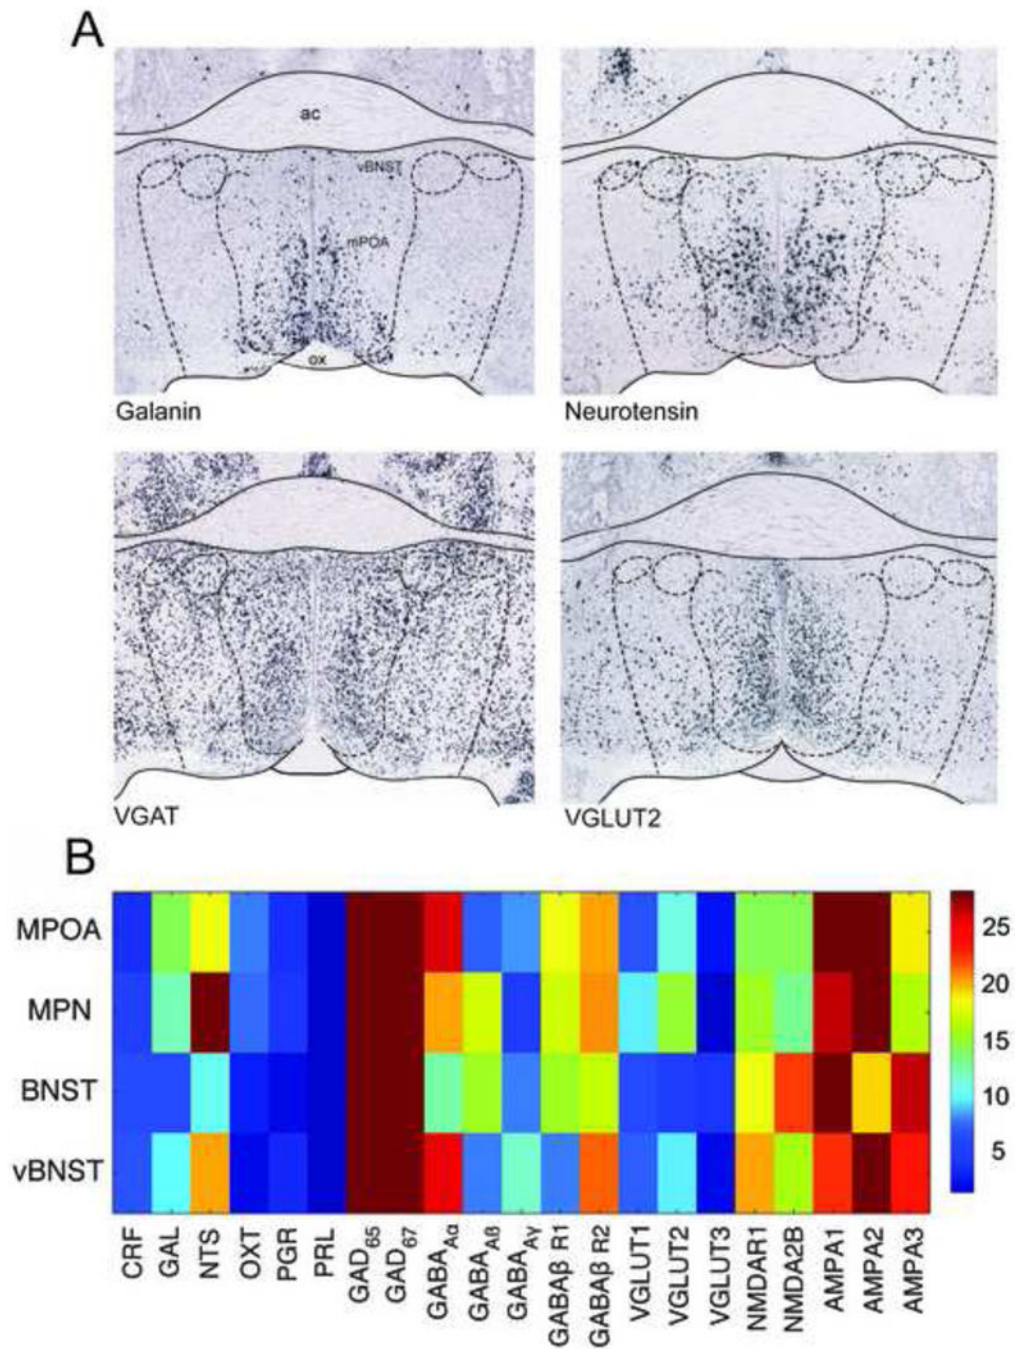 A
ac
vBNST
mPOA
ox
Galanin
Neurotensin
VGAT
VGLUT2
B
MPOA
MPN
BNST
vBNST
25
20
15
10
5
CRF
GAL
NTS
OXT
PGR
PRL
GAD65
GAD67
GABAAα
GABAAß
GABAAγ
GABAβ R1
GABAβ R2
VGLUT1
VGLUT2
VGLUT3
NMDAR1
NMDA2B
AMPA1
AMPA2
AMPA3